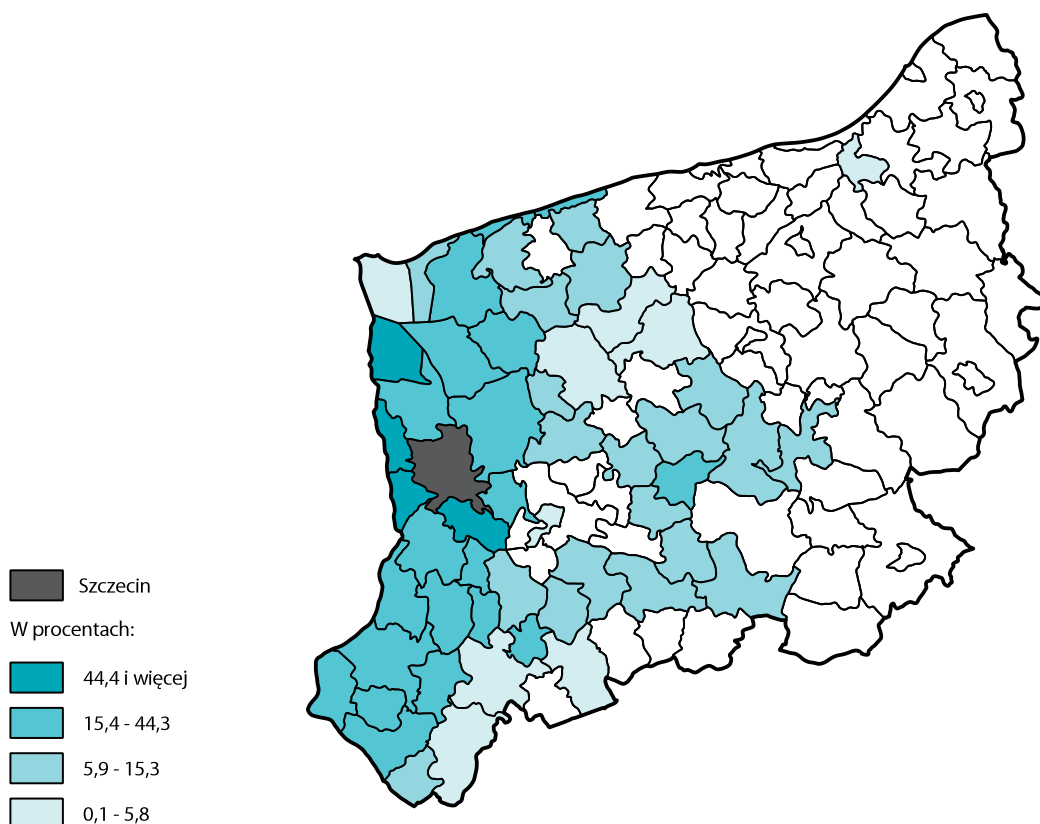 Szczecin
W procentach:
44,4 i więcej
15,4 - 44,3
5,9 - 15,3
0,1 - 5,8